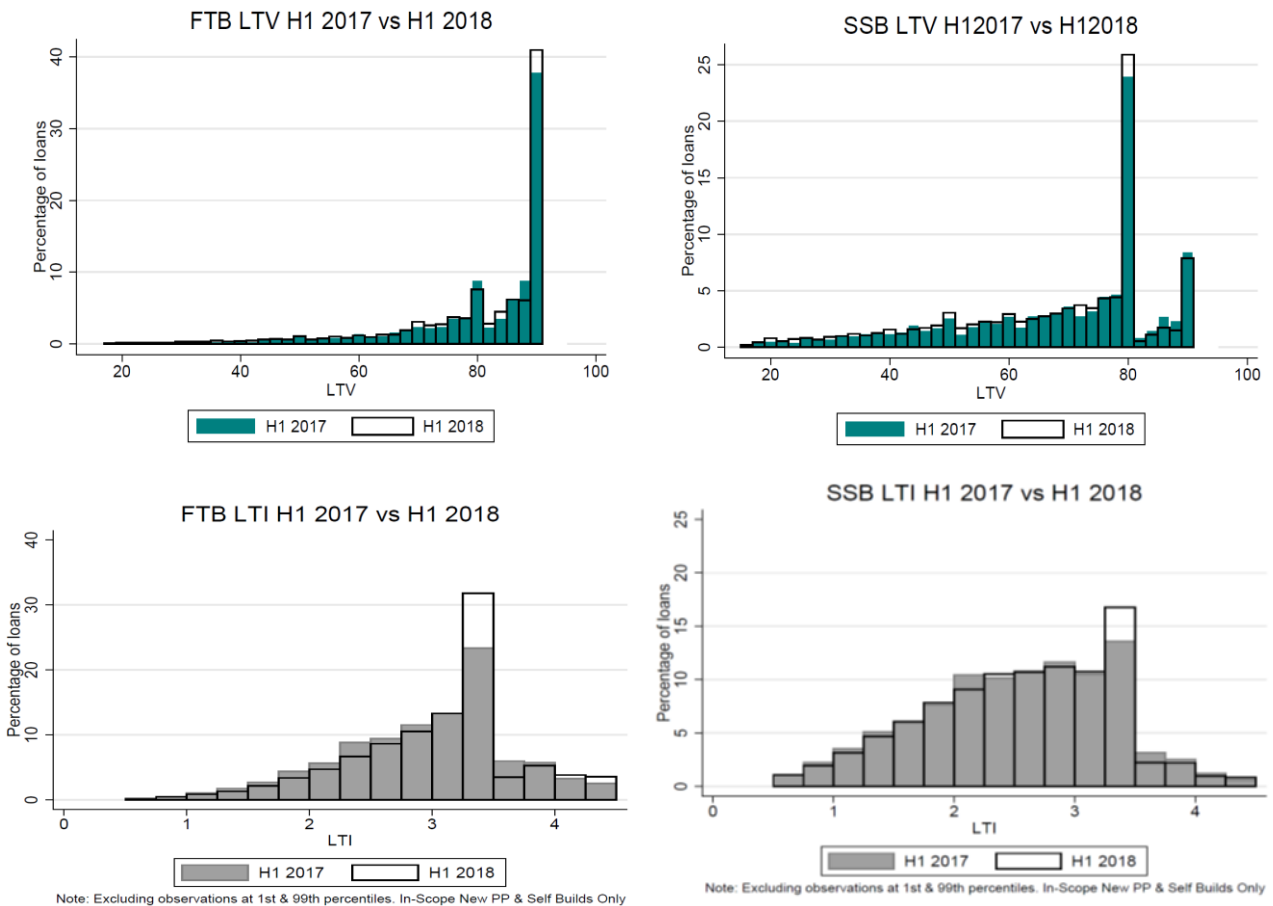 FTB LTV H1 2017 vs H1 2018
Percentage of loans
40
30
20
10
0
20 40 60 80 100
LTV
H1 2017 H1 2018
SSB LTV H12017 vs H12018
Percentage of loans
25
20
15
10
5
0
20 40 60 80 100
LTV
H1 2017 H1 2018
FTB LTI H1 2017 vs H1 2018
Percentage of loans
40
30
20
10
0
0 1 2 3 4
LTI
H1 2017 H1 2018
Note: Excluding observations at 1st & 99th percentiles. In-Scope New PP & Self Builds Only
SSB LTI H1 2017 vs H1 2018
Percentage of loans
25
20
15
10
5
0
0 1 2 3 4
LTI
H1 2017 H1 2018
Note: Excluding observations at 1st & 99th percentiles. In-Scope New PP & Self Builds Only